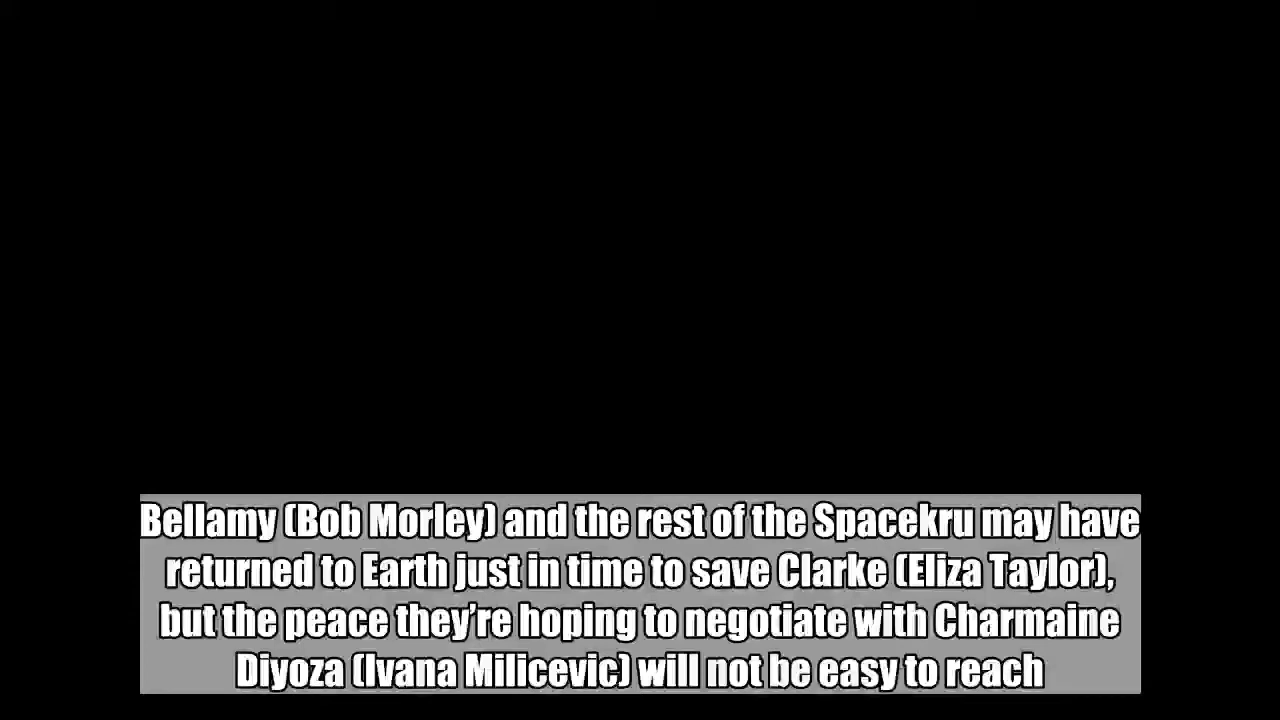 Bellamy (Bob Morley) and the rest of the Spacekru may have
returned to Earth just in time to save Clarke (Eliza Taylor),
but the peace they’re hoping to negotiate with Charmaine
Diyoza (Ivana Milicevic) will not be easy to reach